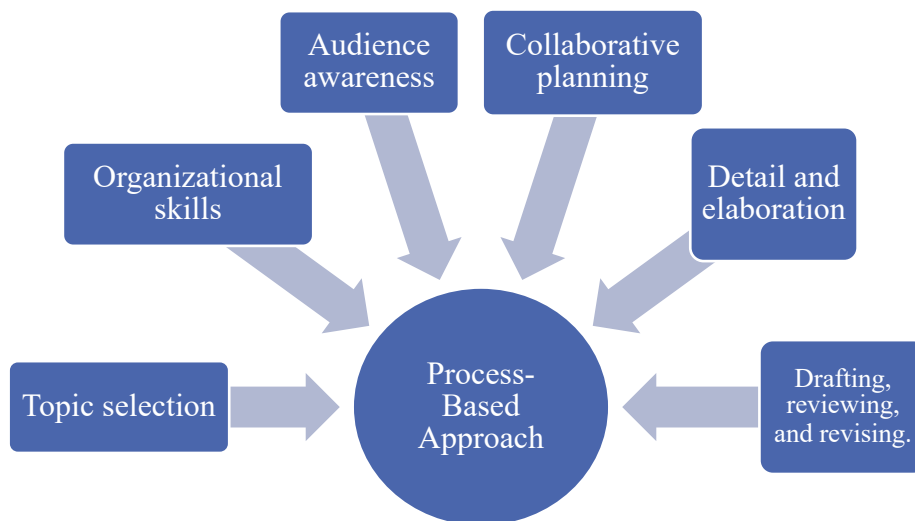 Audience
awareness
Collaborative
planning
Organizational
skills
Detail and
elaboration
Topic selection
Process-
Based
Approach
Drafting,
reviewing,
and revising.